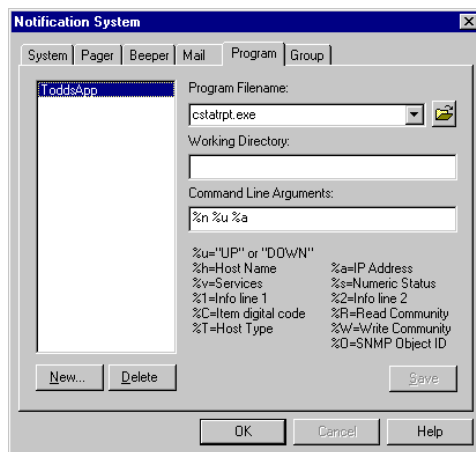 Notification System
System Pager Beeper Mail Program Group
ToddsApp
Program Filename:
cstatrpt.exe
Working Directory:
Command Line Arguments:
%n %u %a
%u="UP" or "DOWN"
%h=Host Name %a=IP Address
%v=Services %s=Numeric Status
%1=Info line 1 %2=Info line 2
%C=Item digital code %R=Read Community
%T=Host Type %W=Write Community
%O=SNMP Object ID
New... Delete Save
OK Cancel Help